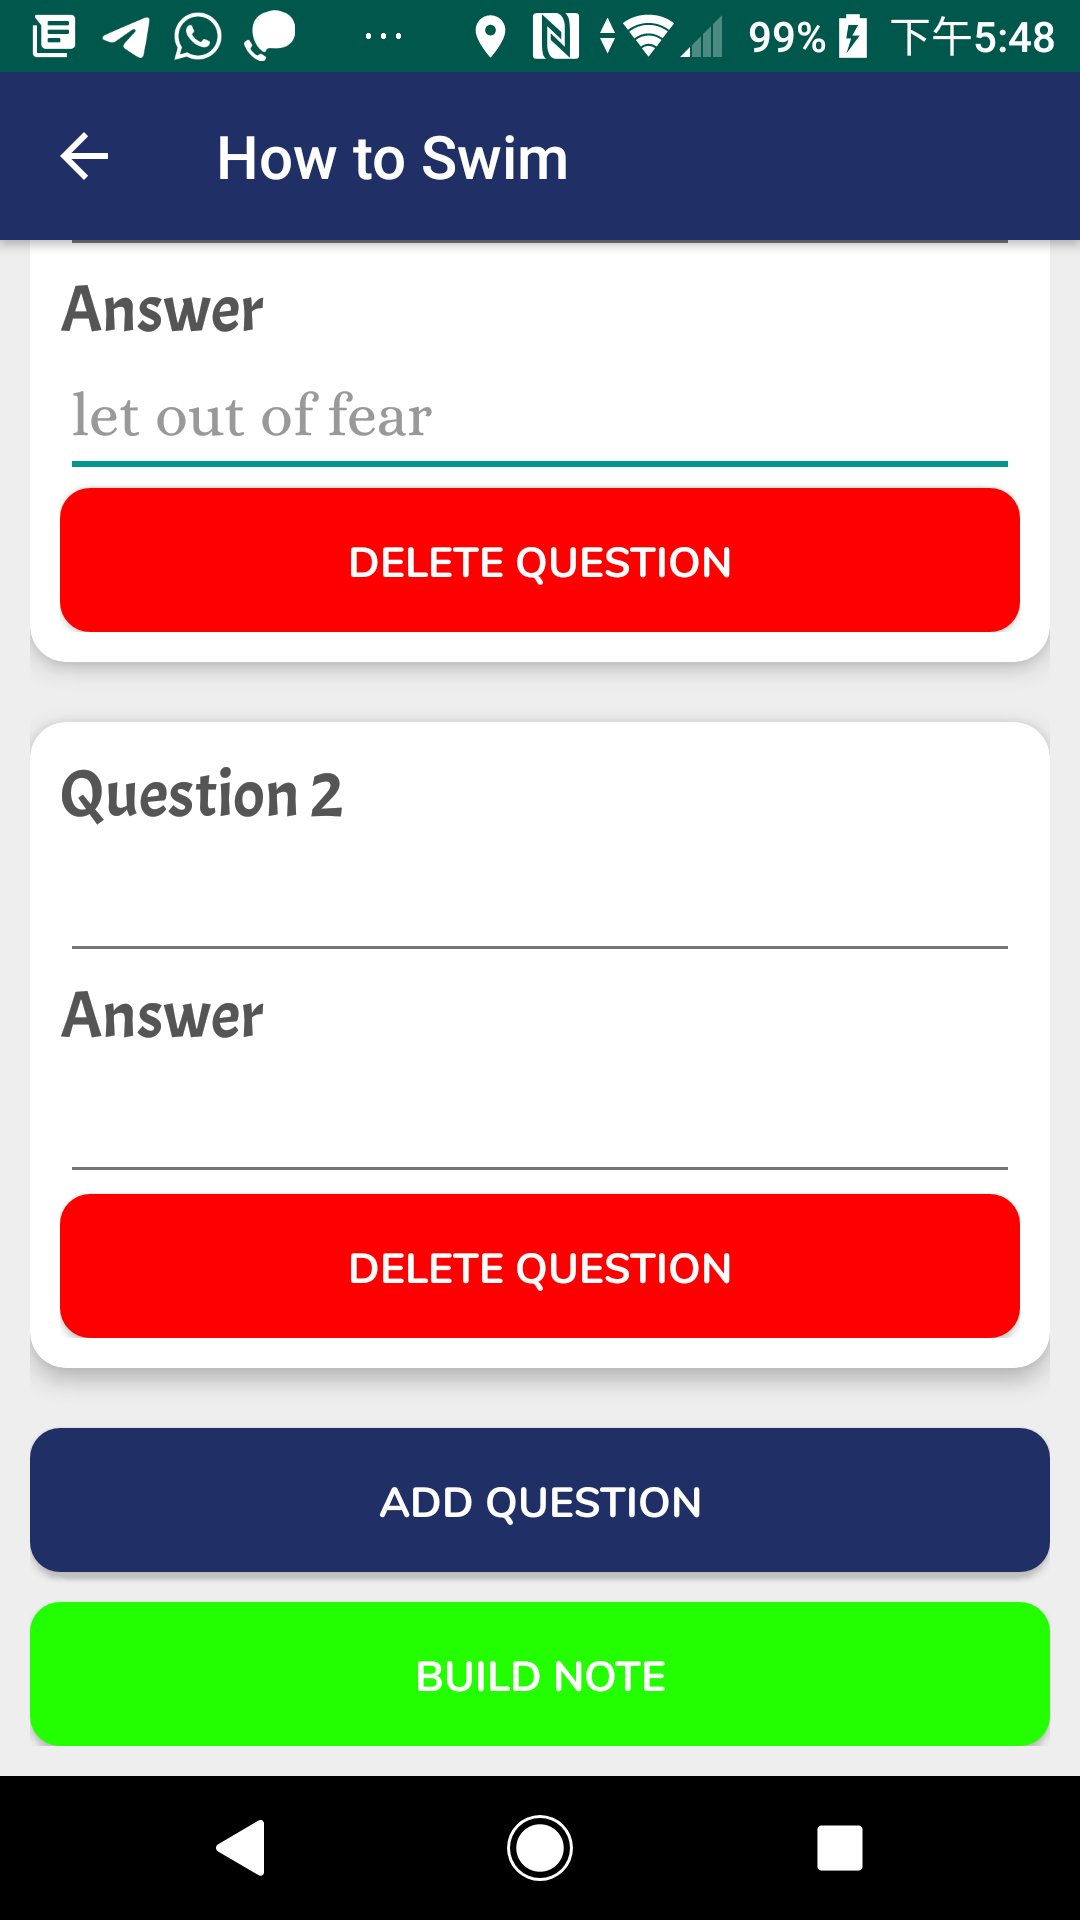 99% 下午5:48
How to Swim
Answer
let out of fear
DELETE QUESTION
Question 2
Answer
DELETE QUESTION
ADD QUESTION
BUILD NOTE